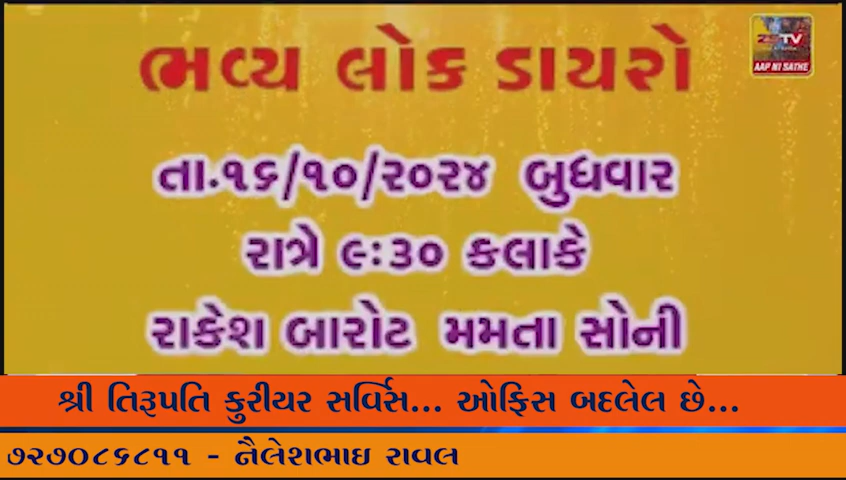 ભવ્ય લોક ડાયરો
TV
AAP NI SATHE
તા.૧૬/૧૦/૨૦૨૪ બુધવાર
રાત્રે ૯:૩૦ કલાકે
રાકેશ બારોટ મમતા સોની
શ્રી તિરૂપતિ કુરીયર સર્વિસ... ઓફિસ બદલેલ છે...
૭૨૭૦૮૬૮૧૧ - નૈલેશભાઇ રાવલ